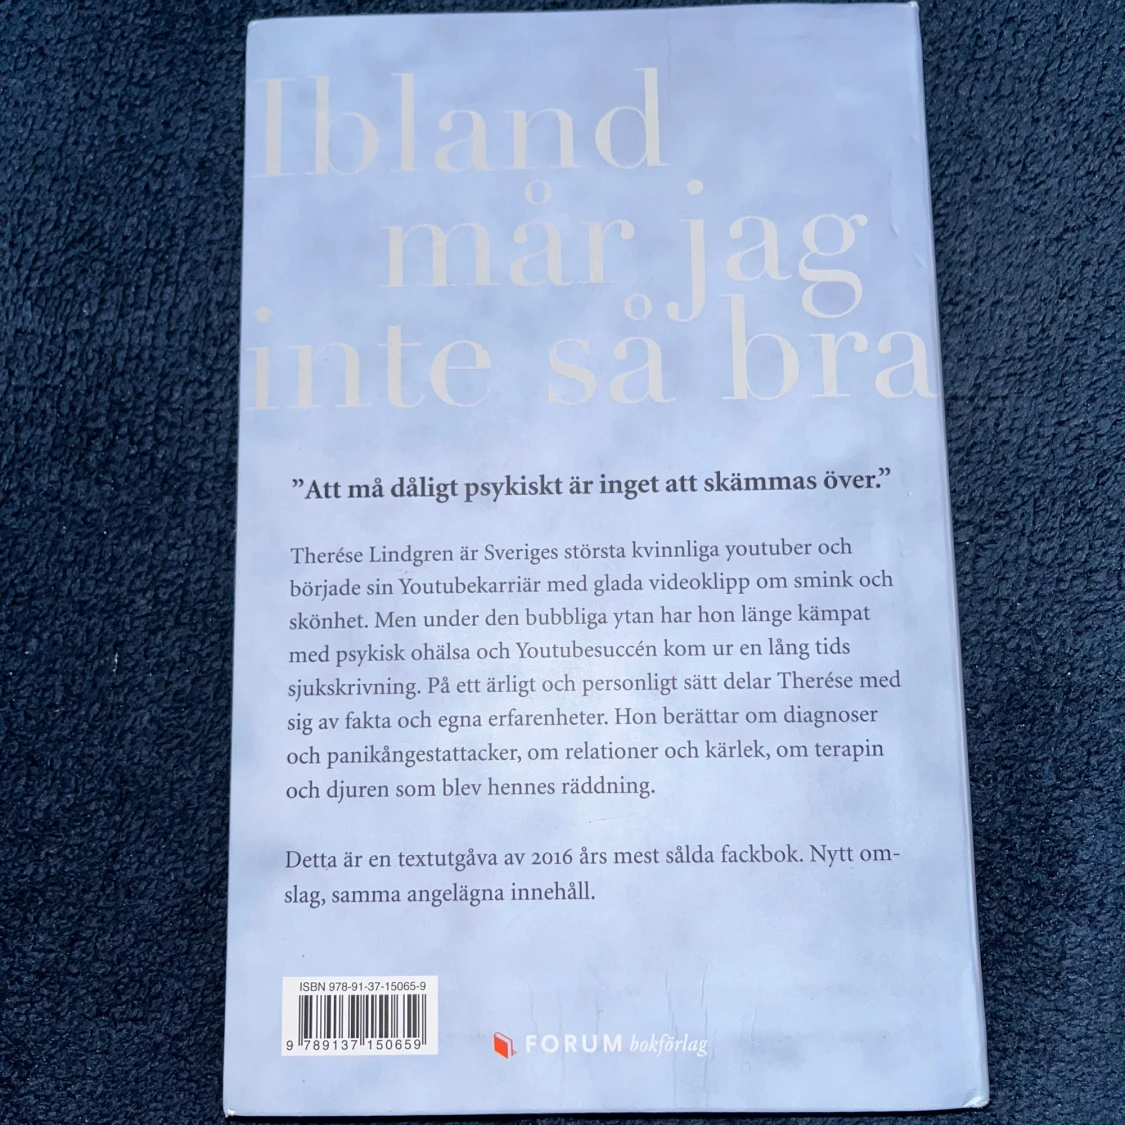 Ibland
mår jag
inte så bra
”Att må dåligt psykiskt är inget att skämmas över.”
Therése Lindgren är Sveriges största kvinnliga youtuber och
började sin Youtubekarriär med glada videoklipp om smink och
skönhet. Men under den bubbliga ytan har hon länge kämpat
med psykisk ohälsa och Youtubesuccén kom ur en lång tids
sjukskrivning. På ett ärligt och personligt sätt delar Therése med
sig av fakta och egna erfarenheter. Hon berättar om diagnoser
och panikångestattacker, om relationer och kärlek, om terapin
och djuren som blev hennes räddning.
Detta är en textutgåva av 2016 års mest sålda fackbok. Nytt om-
slag, samma angelägna innehåll.
ISBN 978-91-37-15065-9
9 789137 150659
FORUM bokförlag